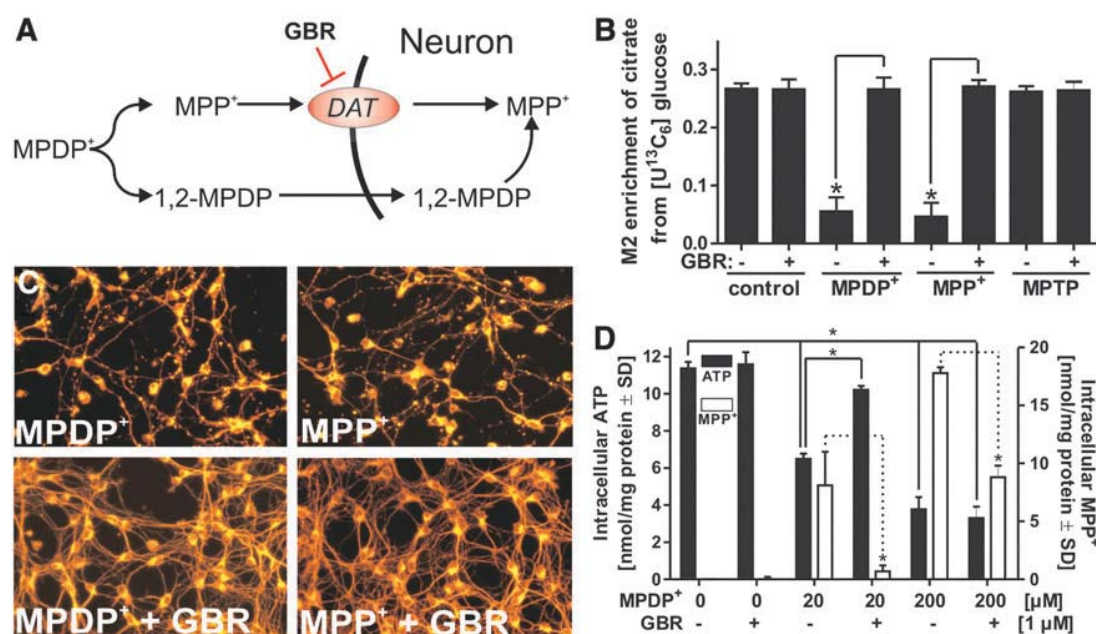 A
GBR
Neuron
MPP⁺
DAT
MPP⁺
MPDP⁺
1,2-MPDP
1,2-MPDP
B
M2 enrichment of citrate
from [U¹³C₆] glucose
0.3
0.2
0.1
0.0
*
*
GBR: - + - + - + - +
control MPDP⁺ MPP⁺ MPTP
C
MPDP⁺
MPP⁺
MPDP⁺ + GBR
MPP⁺ + GBR
D
Intracellular ATP
[nmol/mg protein ± SD]
12
10
8
6
4
2
0
ATP
MPP⁺
*
*
*
*
20
15
10
5
0
Intracellular MPP⁺
[nmol/mg protein ± SD]
MPDP⁺ 0 0 20 20 200 200 [µM]
GBR - + - + - + [1 µM]